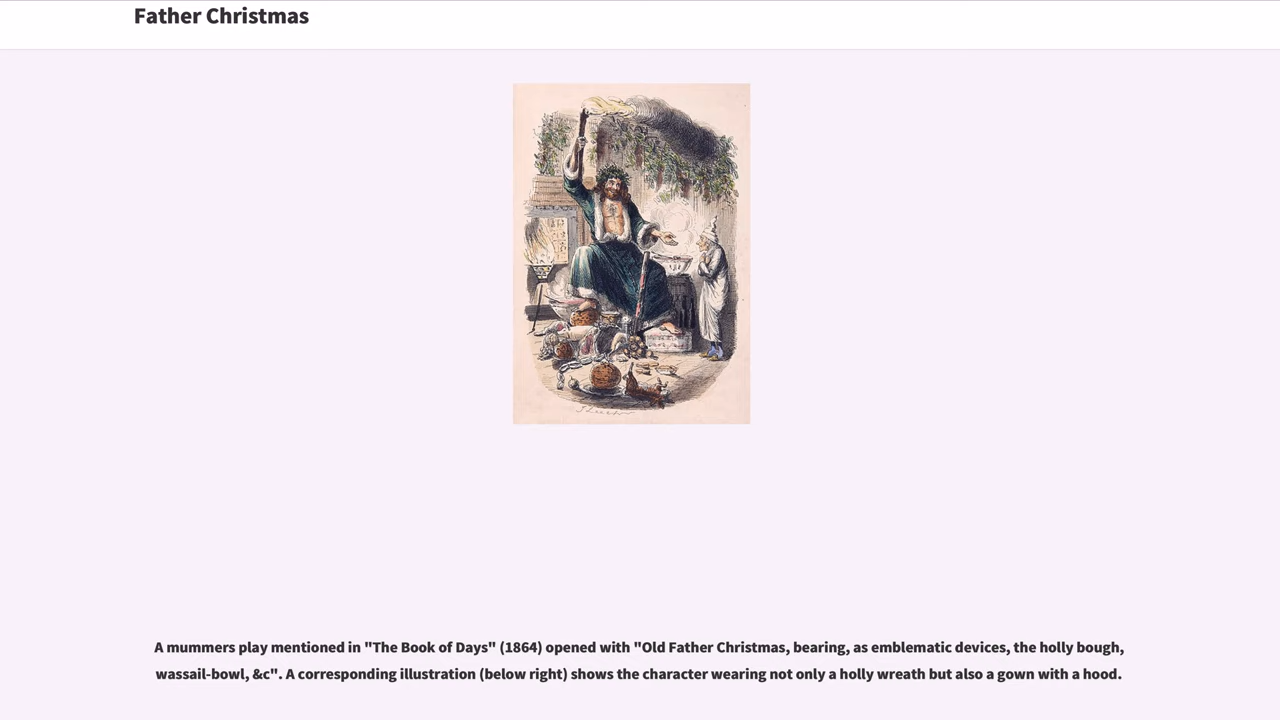 Father Christmas
A mummers play mentioned in "The Book of Days" (1864) opened with "Old Father Christmas, bearing, as emblematic devices, the holly bough,
wassail-bowl, &c". A corresponding illustration (below right) shows the character wearing not only a holly wreath but also a gown with a hood.